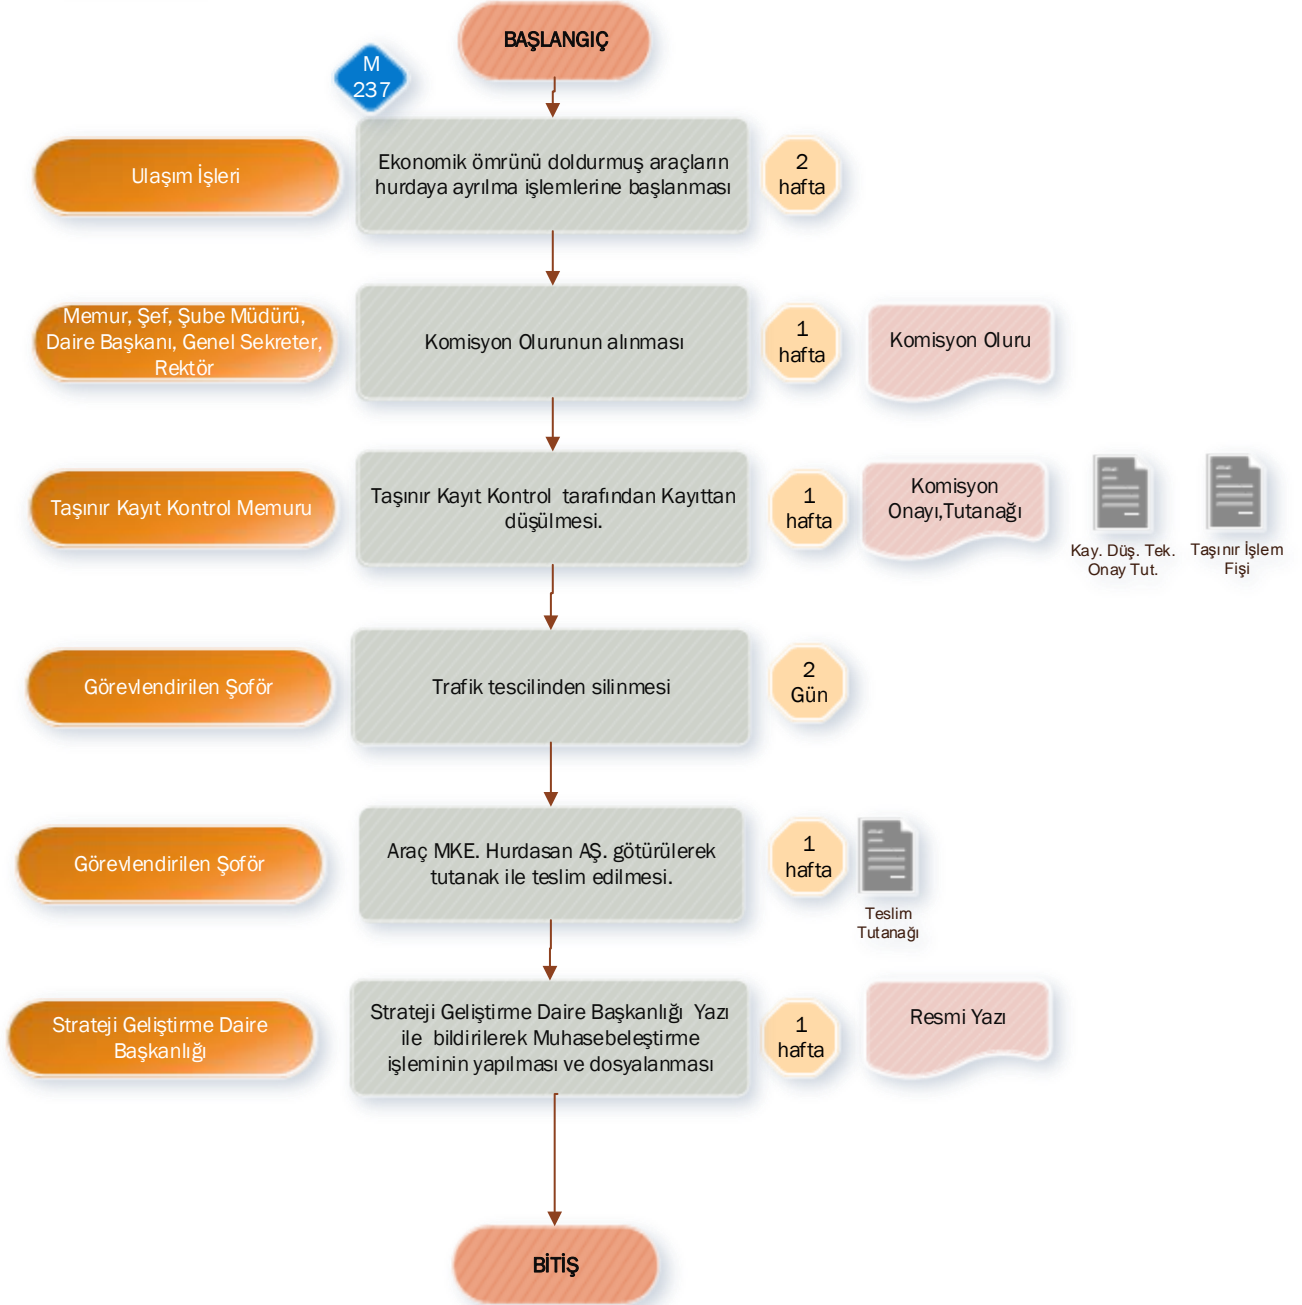 BAŞLANGIÇ
M
237
Ulaşım İşleri
Ekonomik ömrünü doldurmuş araçların
hurdaya ayrılma işlemlerine başlanması
2
hafta
Memur, Şef, Şube Müdürü,
Daire Başkanı, Genel Sekreter,
Rektör
Komisyon Olurunun alınması
1
hafta
Komisyon Oluru
Taşınır Kayıt Kontrol Memuru
Taşınır Kayıt Kontrol  tarafından Kayıttan
düşülmesi.
1
hafta
Komisyon
Onayı,Tutanağı
Kay. Düş. Tek.
Onay Tut.
Taşınır İşlem
Fişi
Görevlendirilen Şoför
Trafik tescilinden silinmesi
2
Gün
Görevlendirilen Şoför
Araç MKE. Hurdasan AŞ. götürülerek
tutanak ile teslim edilmesi.
1
hafta
Teslim
Tutanağı
Strateji Geliştirme Daire
Başkanlığı
Strateji Geliştirme Daire Başkanlığı  Yazı
ile  bildirilerek Muhasebeleştirme
işleminin yapılması ve dosyalanması
1
hafta
Resmi Yazı
BİTİŞ